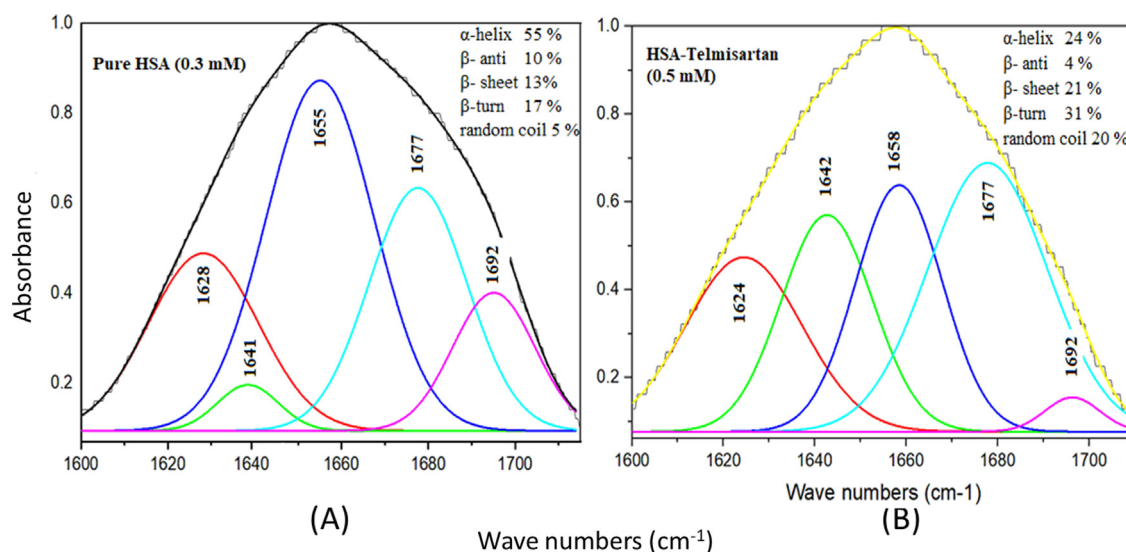 Pure HSA (0.3 mM)
α-helix 55 %
β- anti 10 %
β- sheet 13%
β-turn 17 %
random coil 5 %
1628
1641
1655
1677
1692
1.0
0.8
0.6
0.4
0.2
Absorbance
1600
1620
1640
1660
1680
1700
(A)
HSA-Telmisartan
(0.5 mM)
α-helix 24 %
β- anti 4 %
β- sheet 21 %
β-turn 31 %
random coil 20 %
1624
1642
1658
1677
1692
1.0
0.8
0.6
0.4
0.2
1600
1620
1640
1660
1680
1700
Wave numbers (cm-1)
(B)
Wave numbers (cm⁻¹)